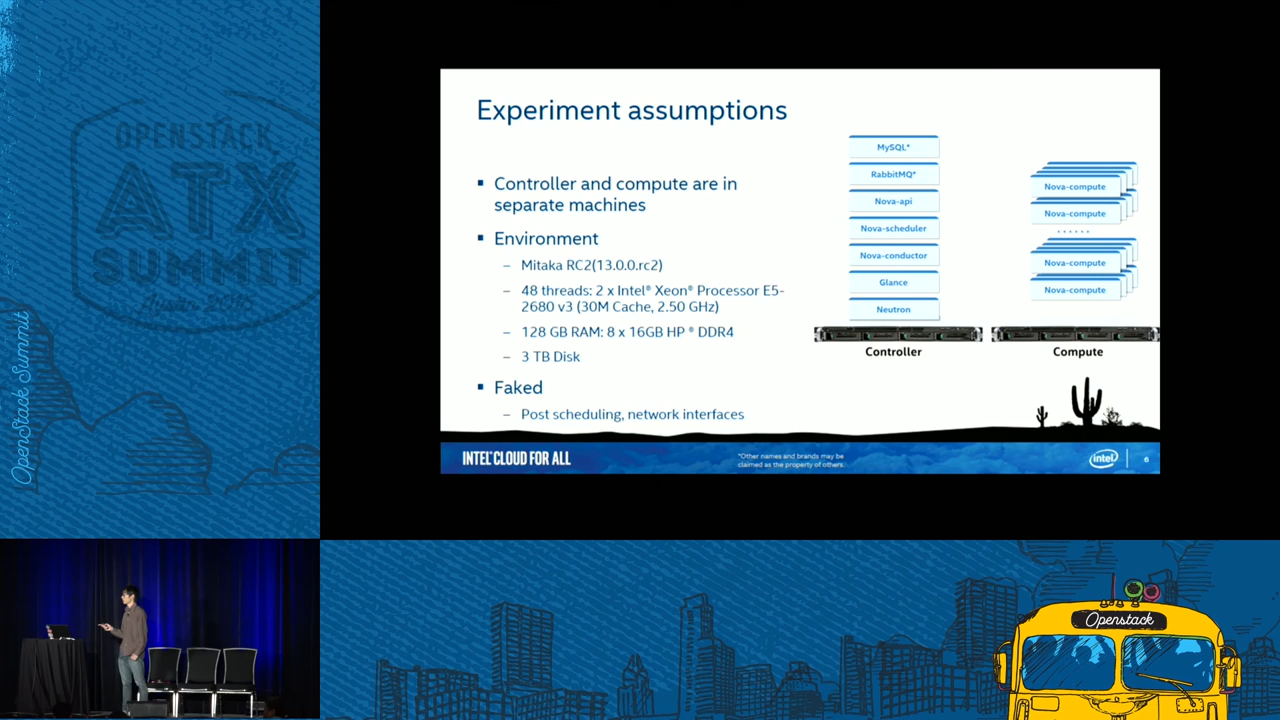 OPENSTACK
OpenStack Summit
Experiment assumptions
▪ Controller and compute are in
separate machines
▪ Environment
– Mitaka RC2(13.0.0.rc2)
– 48 threads: 2 x Intel® Xeon® Processor E5-
2680 v3 (30M Cache, 2.50 GHz)
– 128 GB RAM: 8 x 16GB HP ® DDR4
– 3 TB Disk
▪ Faked
– Post scheduling, network interfaces
MySQL*
RabbitMQ*
Nova-api
Nova-scheduler
Nova-conductor
Glance
Neutron
Controller
Nova-compute
Nova-compute
......
Nova-compute
Nova-compute
Compute
INTEL® CLOUD FOR ALL
*Other names and brands may be
claimed as the property of others.
intel
6
Openstack